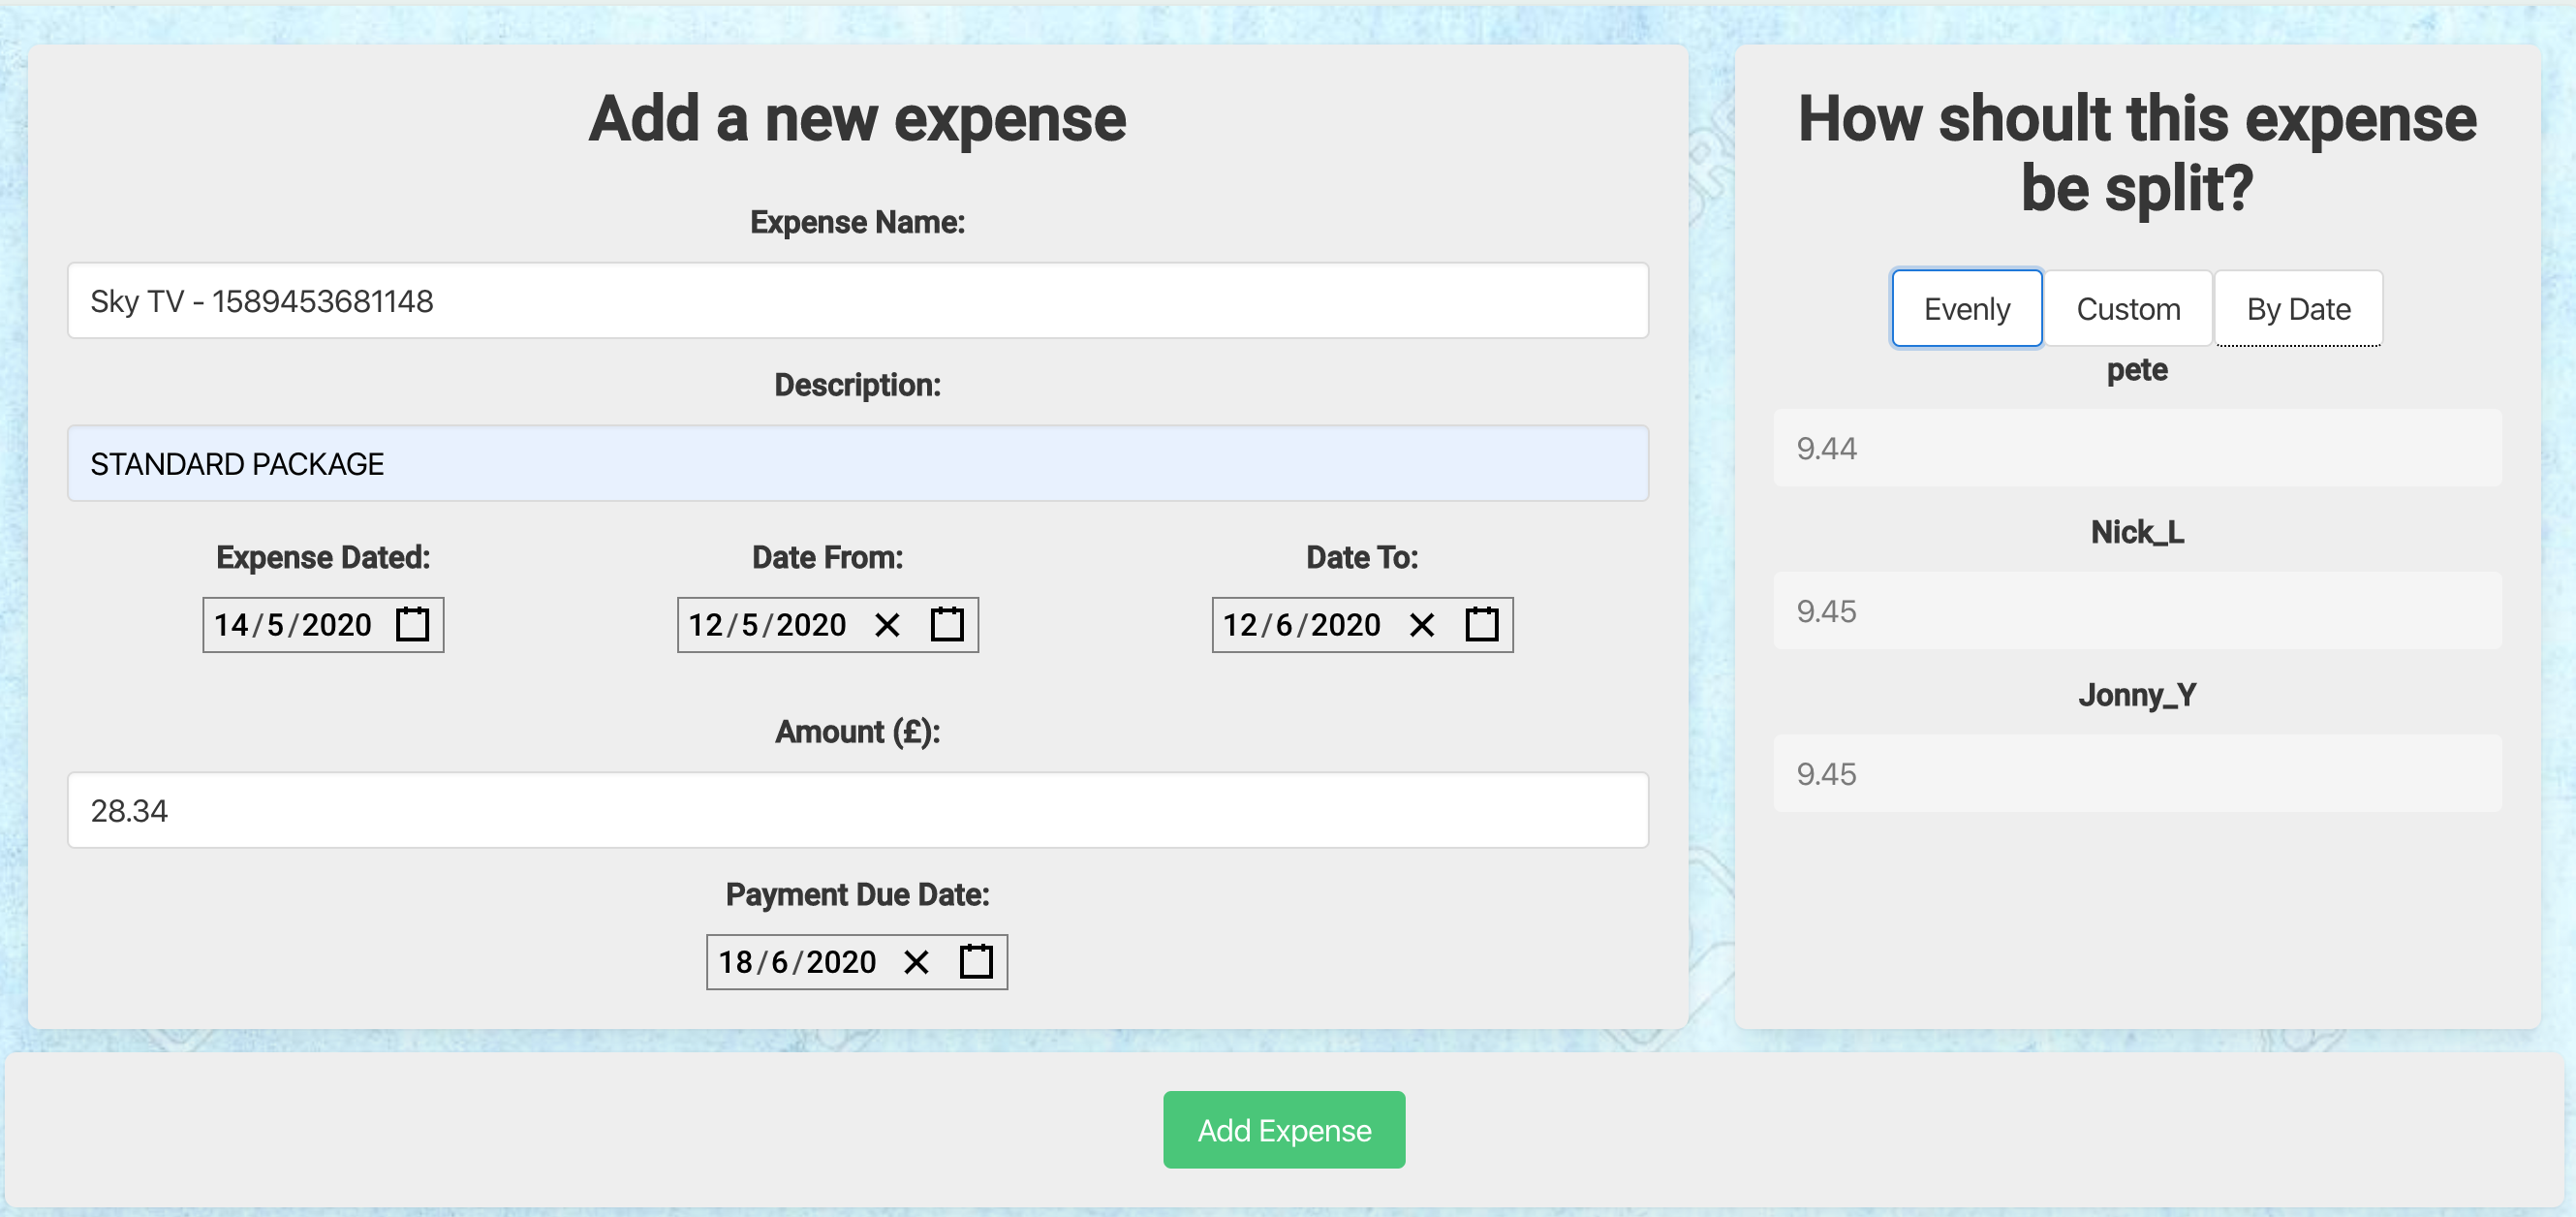 Add a new expense
Expense Name:
Sky TV - 1589453681148
Description:
STANDARD PACKAGE
Expense Dated:
14/5/2020
Date From:
12/5/2020
Date To:
12/6/2020
Amount (£):
28.34
Payment Due Date:
18/6/2020
How shoult this expense
be split?
Evenly
Custom
By Date
pete
9.44
Nick_L
9.45
Jonny_Y
9.45
Add Expense